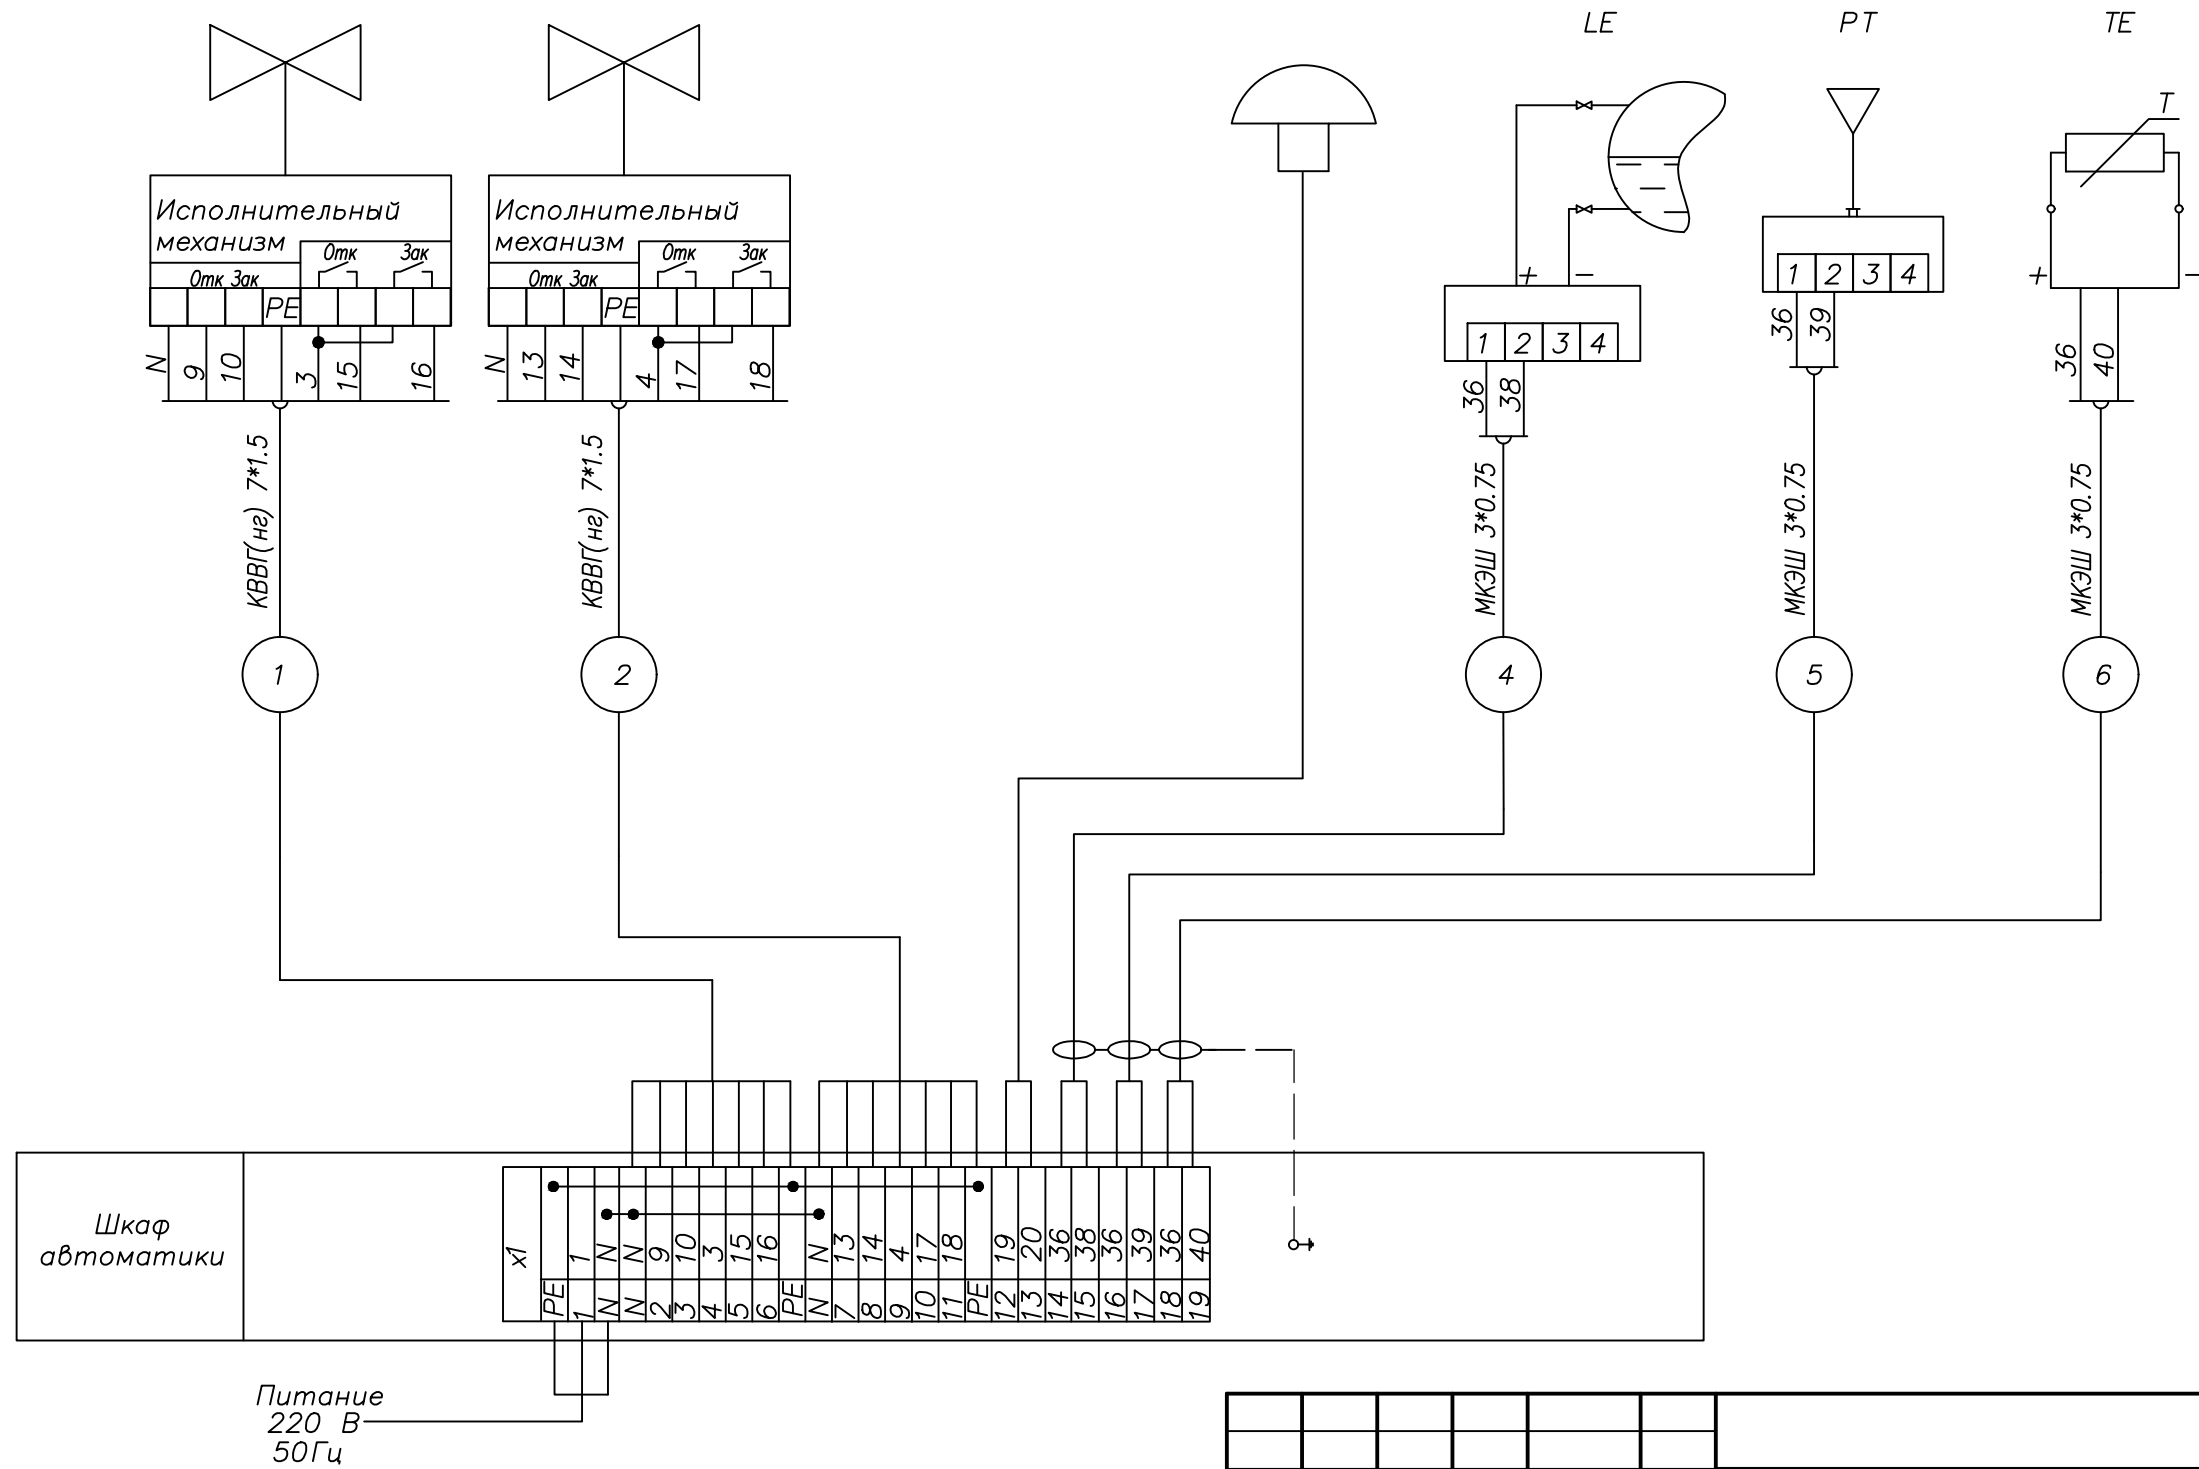 LE PT TE
T
Исполнительный
механизм
Отк Зак
Отк Зак
PE
N 9 10 3 15 16
Исполнительный
механизм
Отк Зак
Отк Зак
PE
N 13 14 4 17 18
+ −
1 2 3 4
36 38
1 2 3 4
36 39
+ −
36 40
КВВГ(нг) 7*1.5
КВВГ(нг) 7*1.5
МКЭШ 3*0.75
МКЭШ 3*0.75
МКЭШ 3*0.75
1 2 4 5 6
Шкаф
автоматики
x1
1 N N 9 10 3 15 16 N 13 14 4 17 18 19 20 36 38 36 39 36 40
PE 1 N N 2 3 4 5 6 PE N 7 8 9 10 11 PE 12 13 14 15 16 17 18 19
Питание
220 В
50Гц